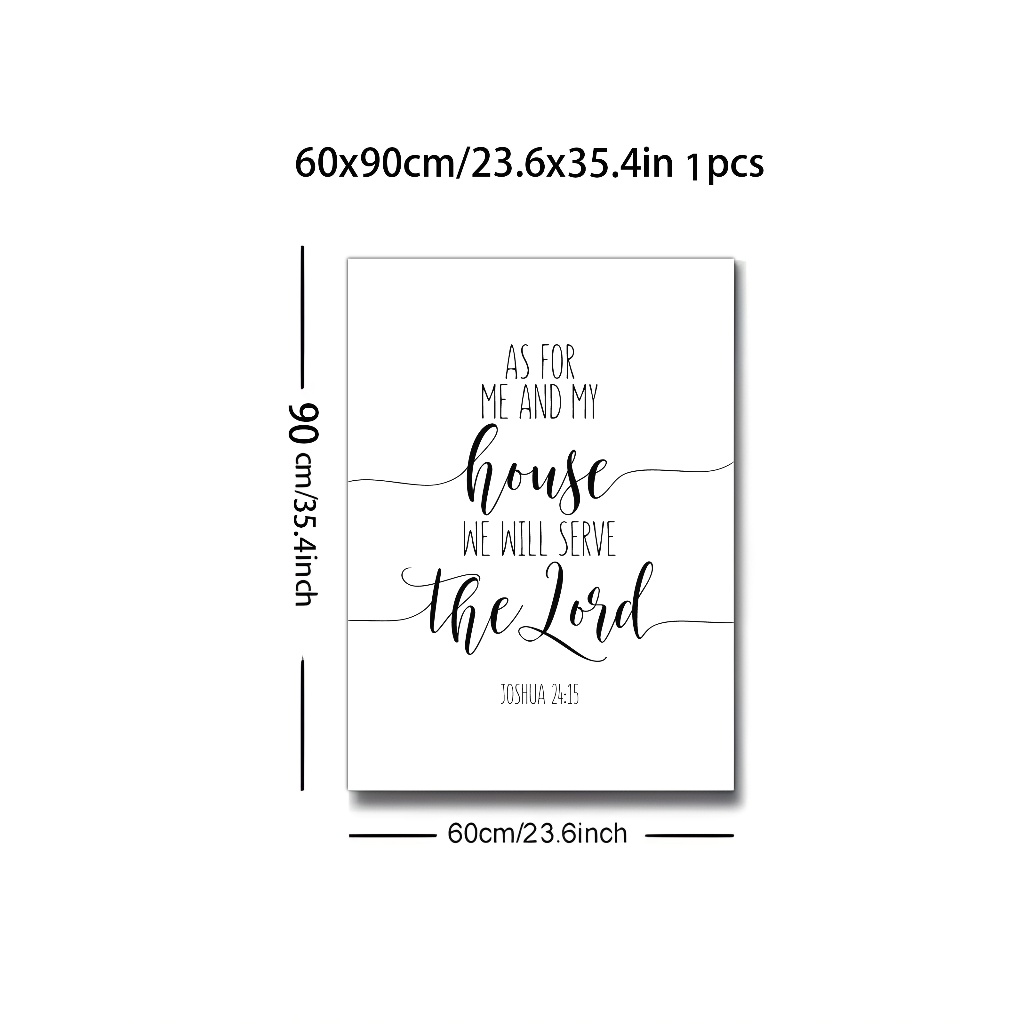 60x90cm/23.6x35.4in 1pcs
90 cm/35.4inch
AS FOR
ME AND MY
house
WE WILL SERVE
the Lord
JOSHUA 24:15
60cm/23.6inch